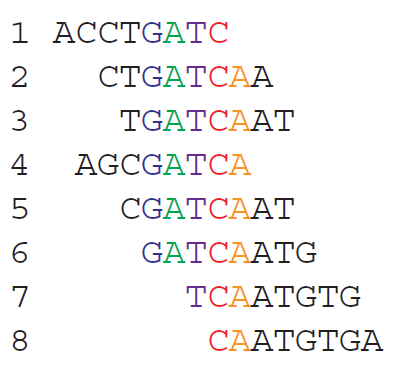 1 ACCTGATC
2 CTGATCAA
3 TGATCAAT
4 AGCGATCA
5 CGATCAAT
6 GATCAATG
7 TCAATGTG
8 CAATGTGA